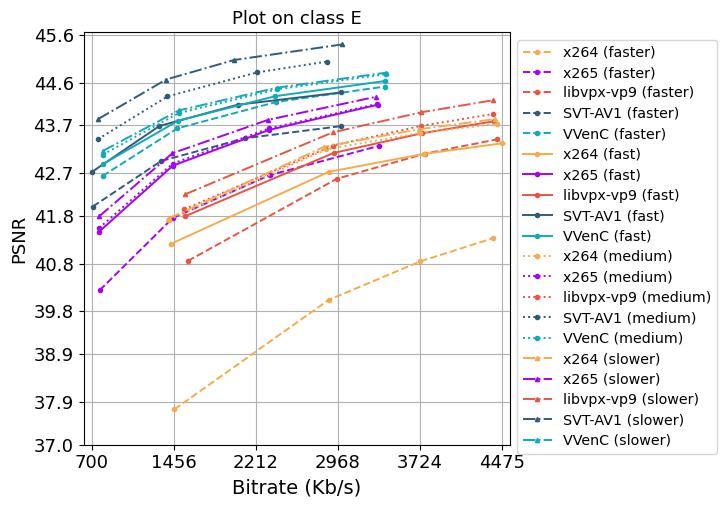 Plot on class E
PSNR
45.6
44.6
43.7
42.7
41.8
40.8
39.8
38.9
37.9
37.0
700 1456 2212 2968 3724 4475
Bitrate (Kb/s)
x264 (faster)
x265 (faster)
libvpx-vp9 (faster)
SVT-AV1 (faster)
VVenC (faster)
x264 (fast)
x265 (fast)
libvpx-vp9 (fast)
SVT-AV1 (fast)
VVenC (fast)
x264 (medium)
x265 (medium)
libvpx-vp9 (medium)
SVT-AV1 (medium)
VVenC (medium)
x264 (slower)
x265 (slower)
libvpx-vp9 (slower)
SVT-AV1 (slower)
VVenC (slower)